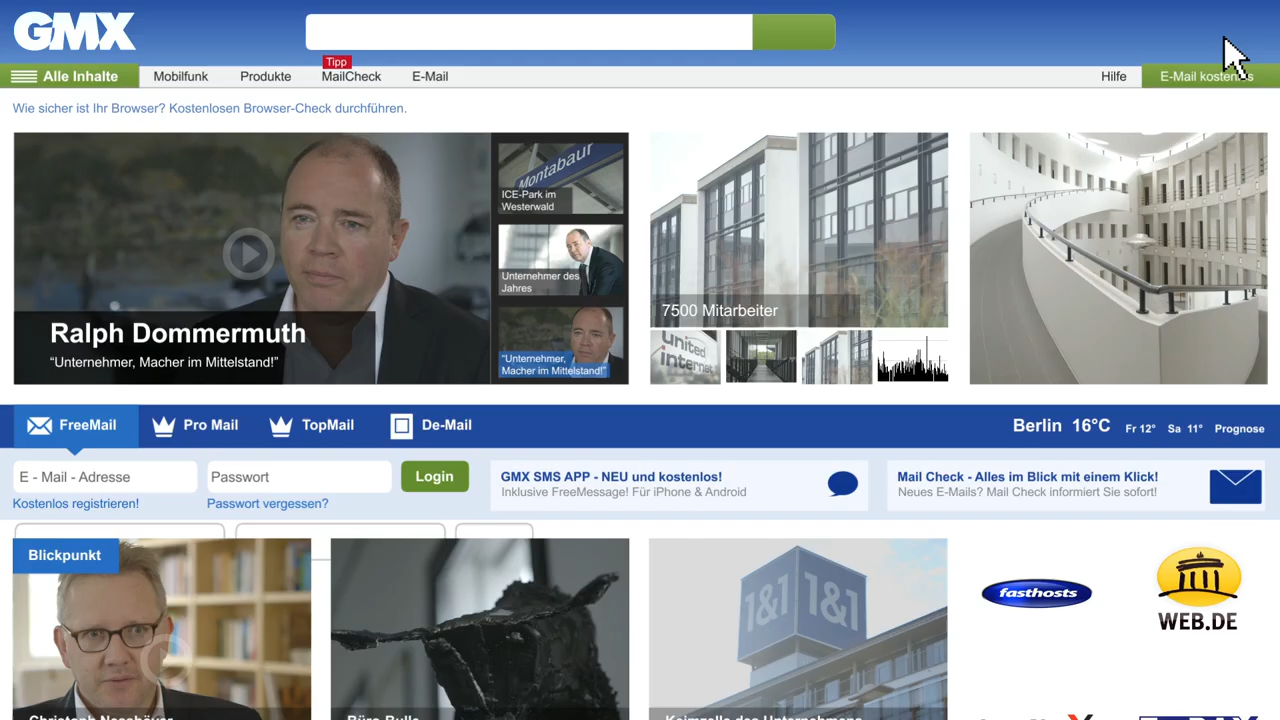 GMX
Tipp
Alle Inhalte
Mobilfunk
Produkte
MailCheck
E-Mail
Hilfe
E-Mail kostenlos
Wie sicher ist Ihr Browser? Kostenlosen Browser-Check durchführen.
Ralph Dommermuth
“Unternehmer, Macher im Mittelstand!”
Montabaur
ICE-Park im
Westerwald
Unternehmer des
Jahres
“Unternehmer,
Macher im Mittelstand!”
7500 Mitarbeiter
united
internet
FreeMail
Pro Mail
TopMail
De-Mail
Berlin 16°C Fr 12° Sa 11° Prognose
E - Mail - Adresse
Passwort
Login
Kostenlos registrieren!
Passwort vergessen?
GMX SMS APP - NEU und kostenlos!
Inklusive FreeMessage! Für iPhone & Android
Mail Check - Alles im Blick mit einem Klick!
Neues E-Mails? Mail Check informiert Sie sofort!
Blickpunkt
1&1 1&1
fasthosts
WEB.DE